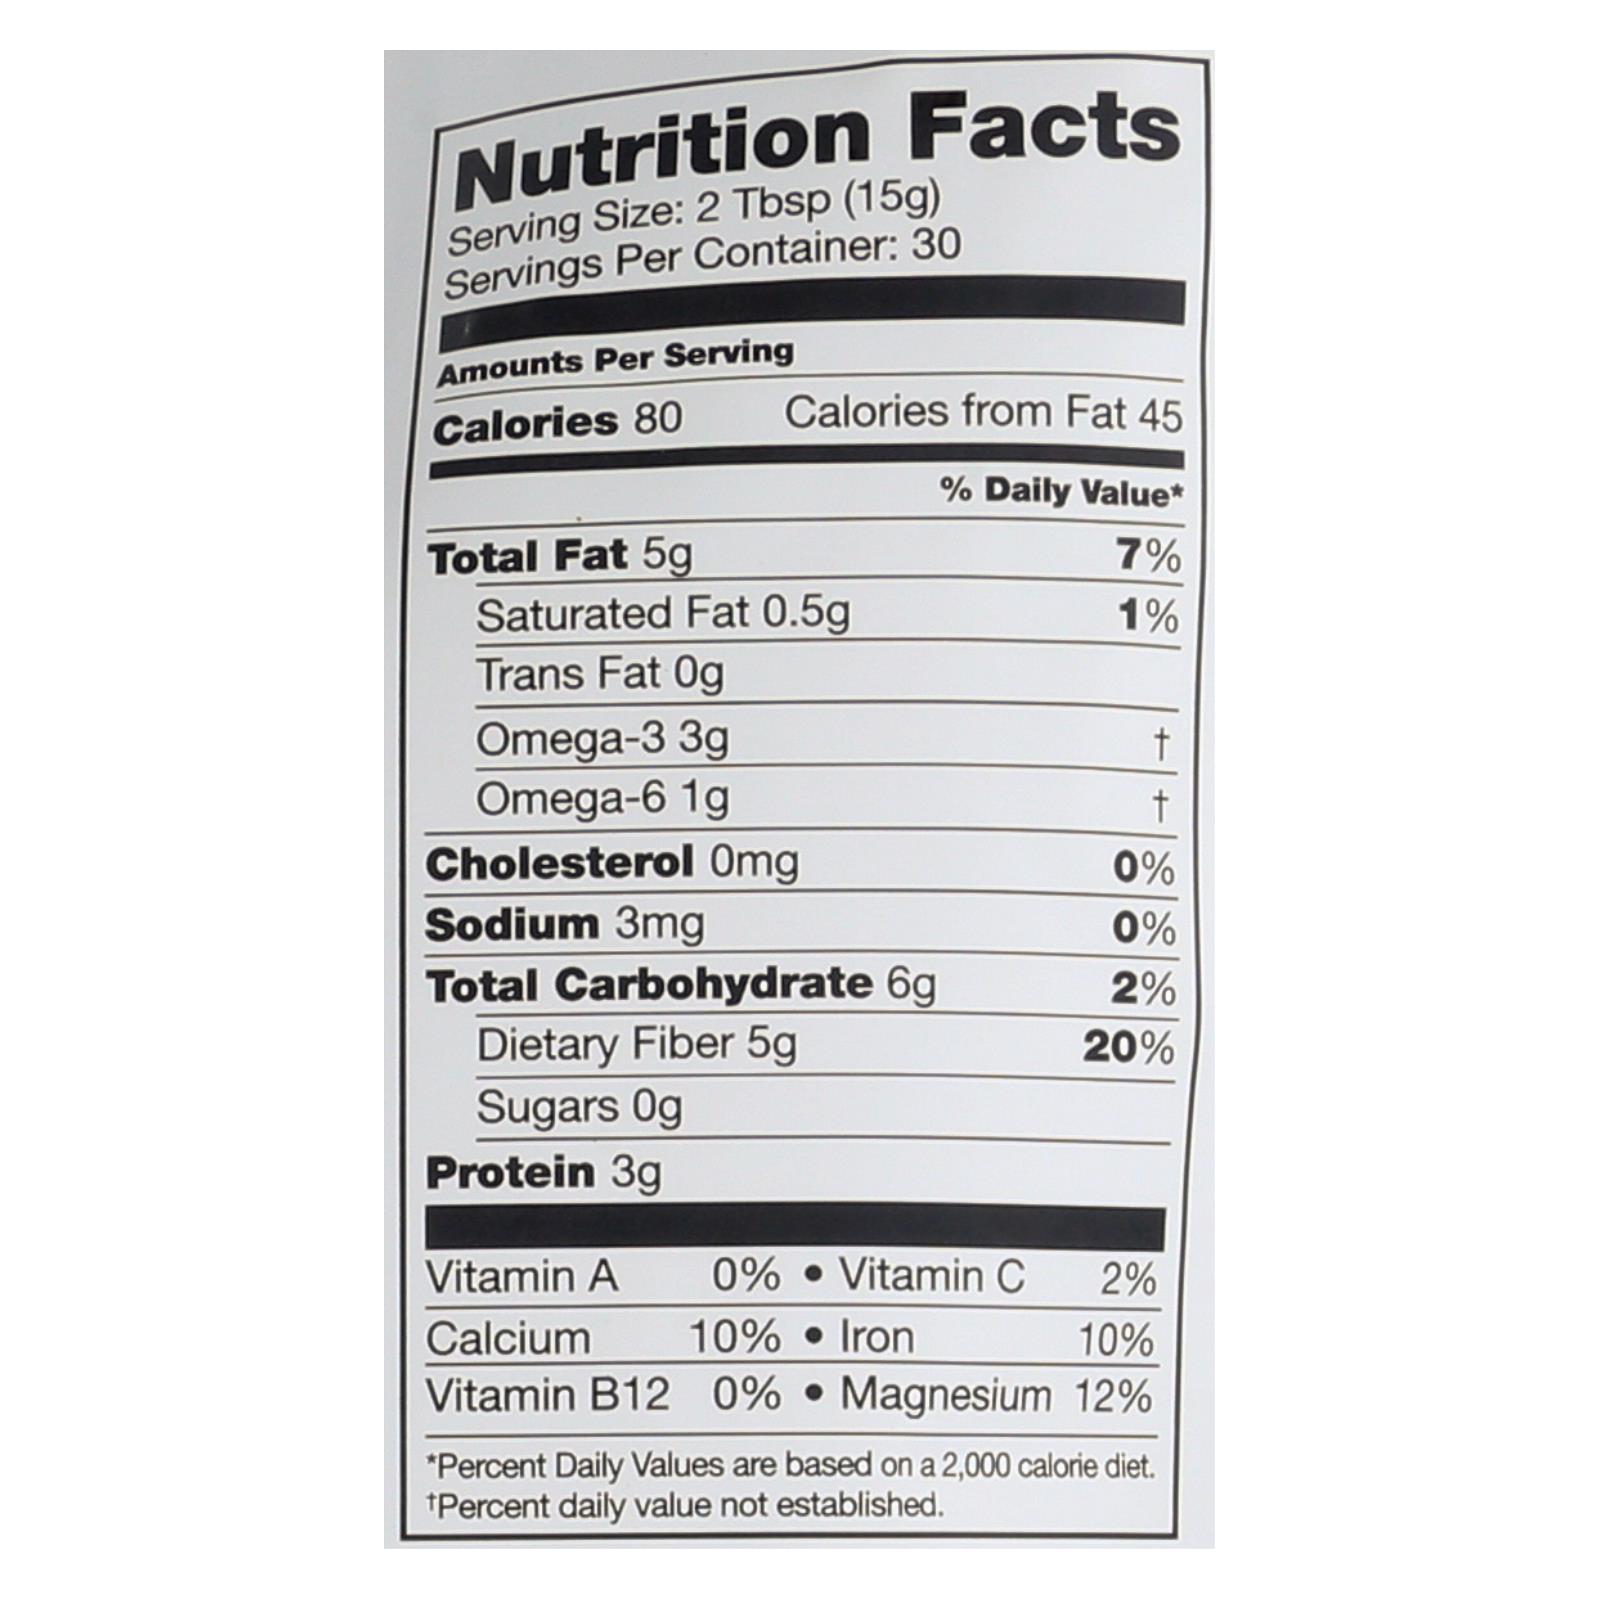 Nutrition Facts
Serving Size: 2 Tbsp (15g)
Servings Per Container: 30
Amounts Per Serving
Calories 80 Calories from Fat 45
% Daily Value*
Total Fat 5g 7%
Saturated Fat 0.5g 1%
Trans Fat 0g
Omega-3 3g †
Omega-6 1g †
Cholesterol 0mg 0%
Sodium 3mg 0%
Total Carbohydrate 6g 2%
Dietary Fiber 5g 20%
Sugars 0g
Protein 3g
Vitamin A 0% • Vitamin C 2%
Calcium 10% • Iron 10%
Vitamin B12 0% • Magnesium 12%
*Percent Daily Values are based on a 2,000 calorie diet.
†Percent daily value not established.